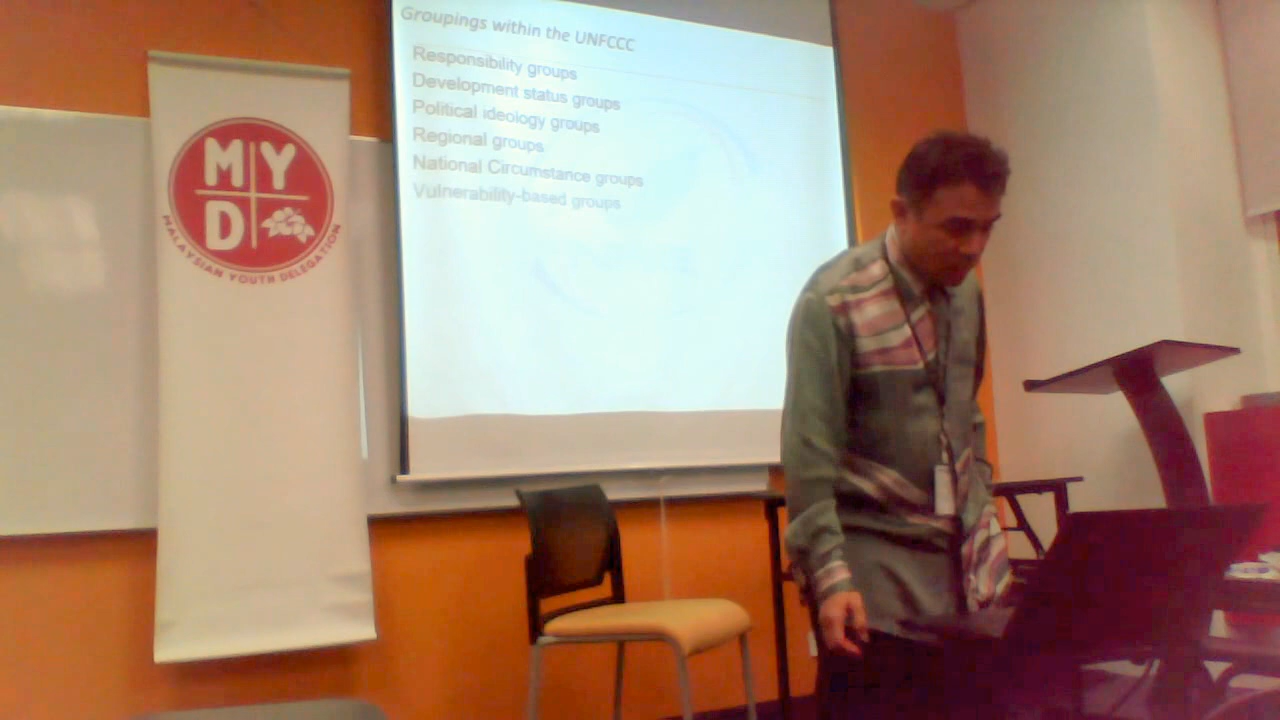 M Y
D
MALAYSIAN YOUTH DELEGATION
Groupings within the UNFCCC
Responsibility groups
Development status groups
Political ideology groups
Regional groups
National Circumstance groups
Vulnerability-based groups